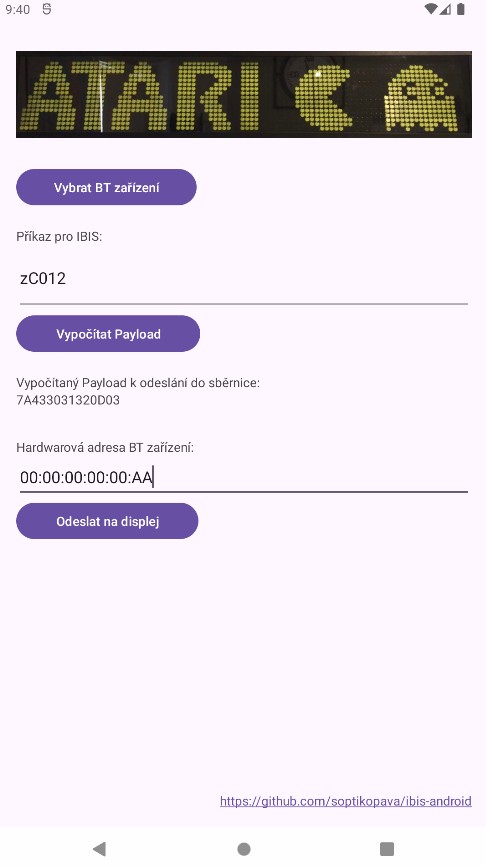 9:40
ATARI
Vybrat BT zařízení
Příkaz pro IBIS:
zC012
Vypočítat Payload
Vypočítaný Payload k odeslání do sběrnice:
7A433031320D03
Hardwarová adresa BT zařízení:
00:00:00:00:00:AA
Odeslat na displej
https://github.com/soptikopava/ibis-android